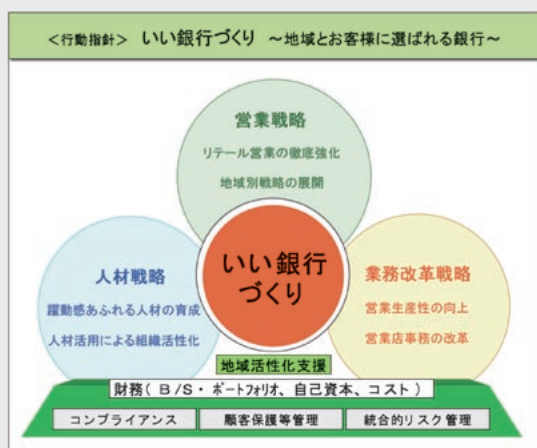 <行動指針> いい銀行づくり ～地域とお客様に選ばれる銀行～
営業戦略
リテール営業の徹底強化
地域別戦略の展開
いい銀行
づくり
人材戦略
躍動感あふれる人材の育成
人材活用による組織活性化
業務改革戦略
営業生産性の向上
営業店事務の改革
地域活性化支援
財務( B/S・ポートフォリオ、自己資本、コスト)
コンプライアンス
顧客保護等管理
統合的リスク管理